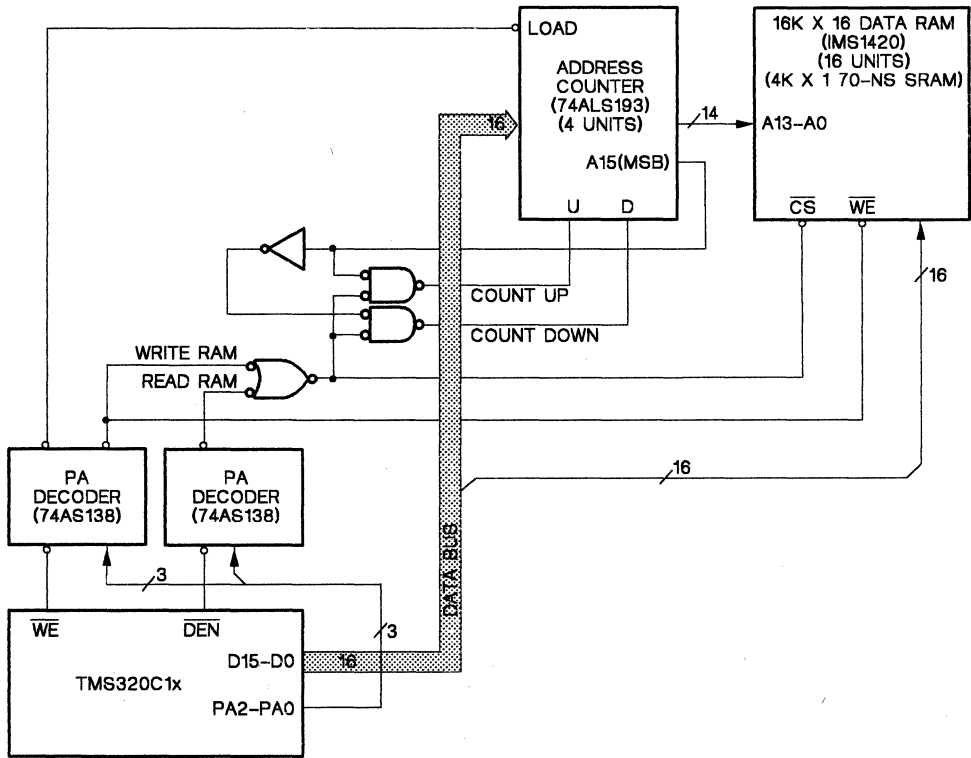 LOAD
ADDRESS
COUNTER
(74ALS193)
(4 UNITS)
A15(MSB)
U D
16K X 16 DATA RAM
(IMS1420)
(16 UNITS)
(4K X 1 70-NS SRAM)
A13-A0
CS WE
14
16
16
COUNT UP
COUNT DOWN
WRITE RAM
READ RAM
16
PA
DECODER
(74AS138)
PA
DECODER
(74AS138)
DATA BUS
3
3
WE DEN
D15-D0
16
TMS320C1x
PA2-PA0